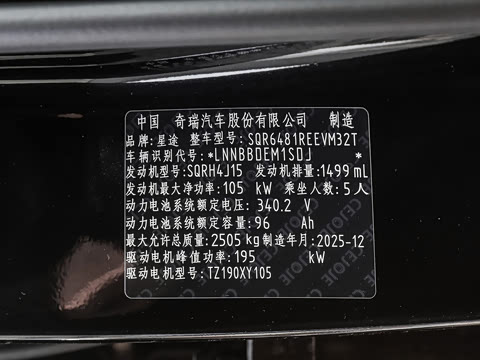 中国 奇瑞汽车股份有限公司 制造
品牌:星途 整车型号:SQR6481REEVM32T
车辆识别代号:*LNNBBDEM1SDJ *
发动机型号:SQRH4J15 发动机排量:1499 mL
发动机最大净功率:105 kW 乘坐人数:5人
动力电池系统额定电压:340.2 V
动力电池系统额定容量:96 Ah
最大允许总质量:2505 kg 制造年月:2025-12
驱动电机峰值功率:195 kW
驱动电机型号:TZ190XY105